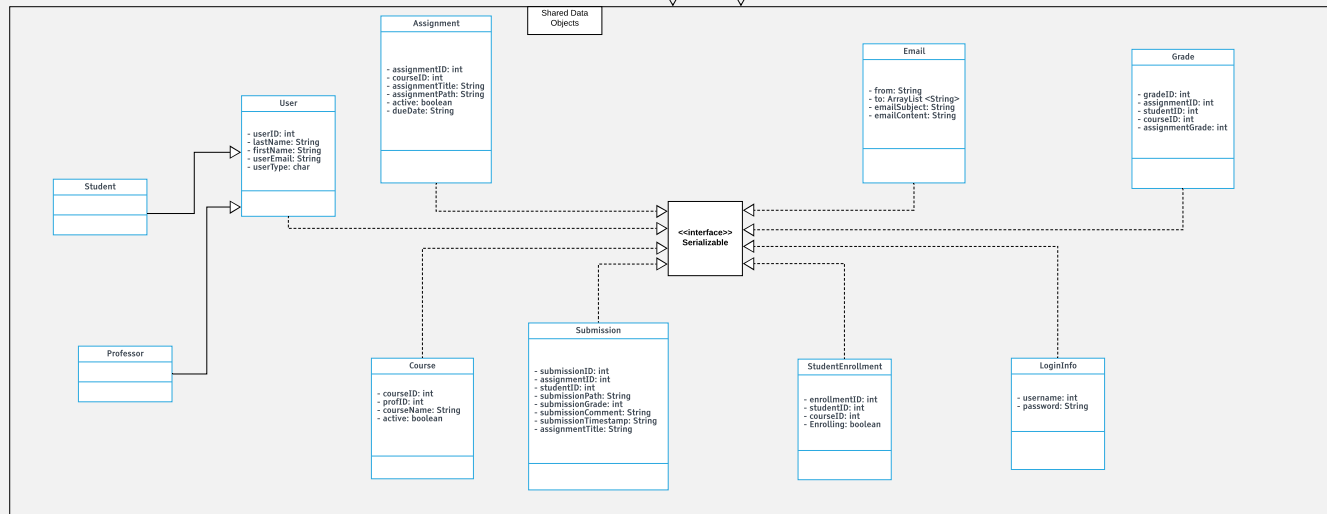 Shared Data
Objects
Assignment
- assignmentID: int
- courseID: int
- assignmentTitle: String
- assignmentPath: String
- active: boolean
- dueDate: String
Email
- from: String
- to: ArrayList <String>
- emailSubject: String
- emailContent: String
Grade
- gradeID: int
- assignmentID: int
- studentID: int
- courseID: int
- assignmentGrade: int
User
- userID: int
- lastName: String
- firstName: String
- userEmail: String
- userType: char
Student
<<interface>>
Serializable
Professor
Course
- courseID: int
- profID: int
- courseName: String
- active: boolean
Submission
- submissionID: int
- assignmentID: int
- studentID: int
- submissionPath: String
- submissionGrade: int
- submissionComment: String
- submissionTimestamp: String
- assignmentTitle: String
StudentEnrollment
- enrollmentID: int
- studentID: int
- courseID: int
- Enrolling: boolean
LoginInfo
- username: int
- password: String